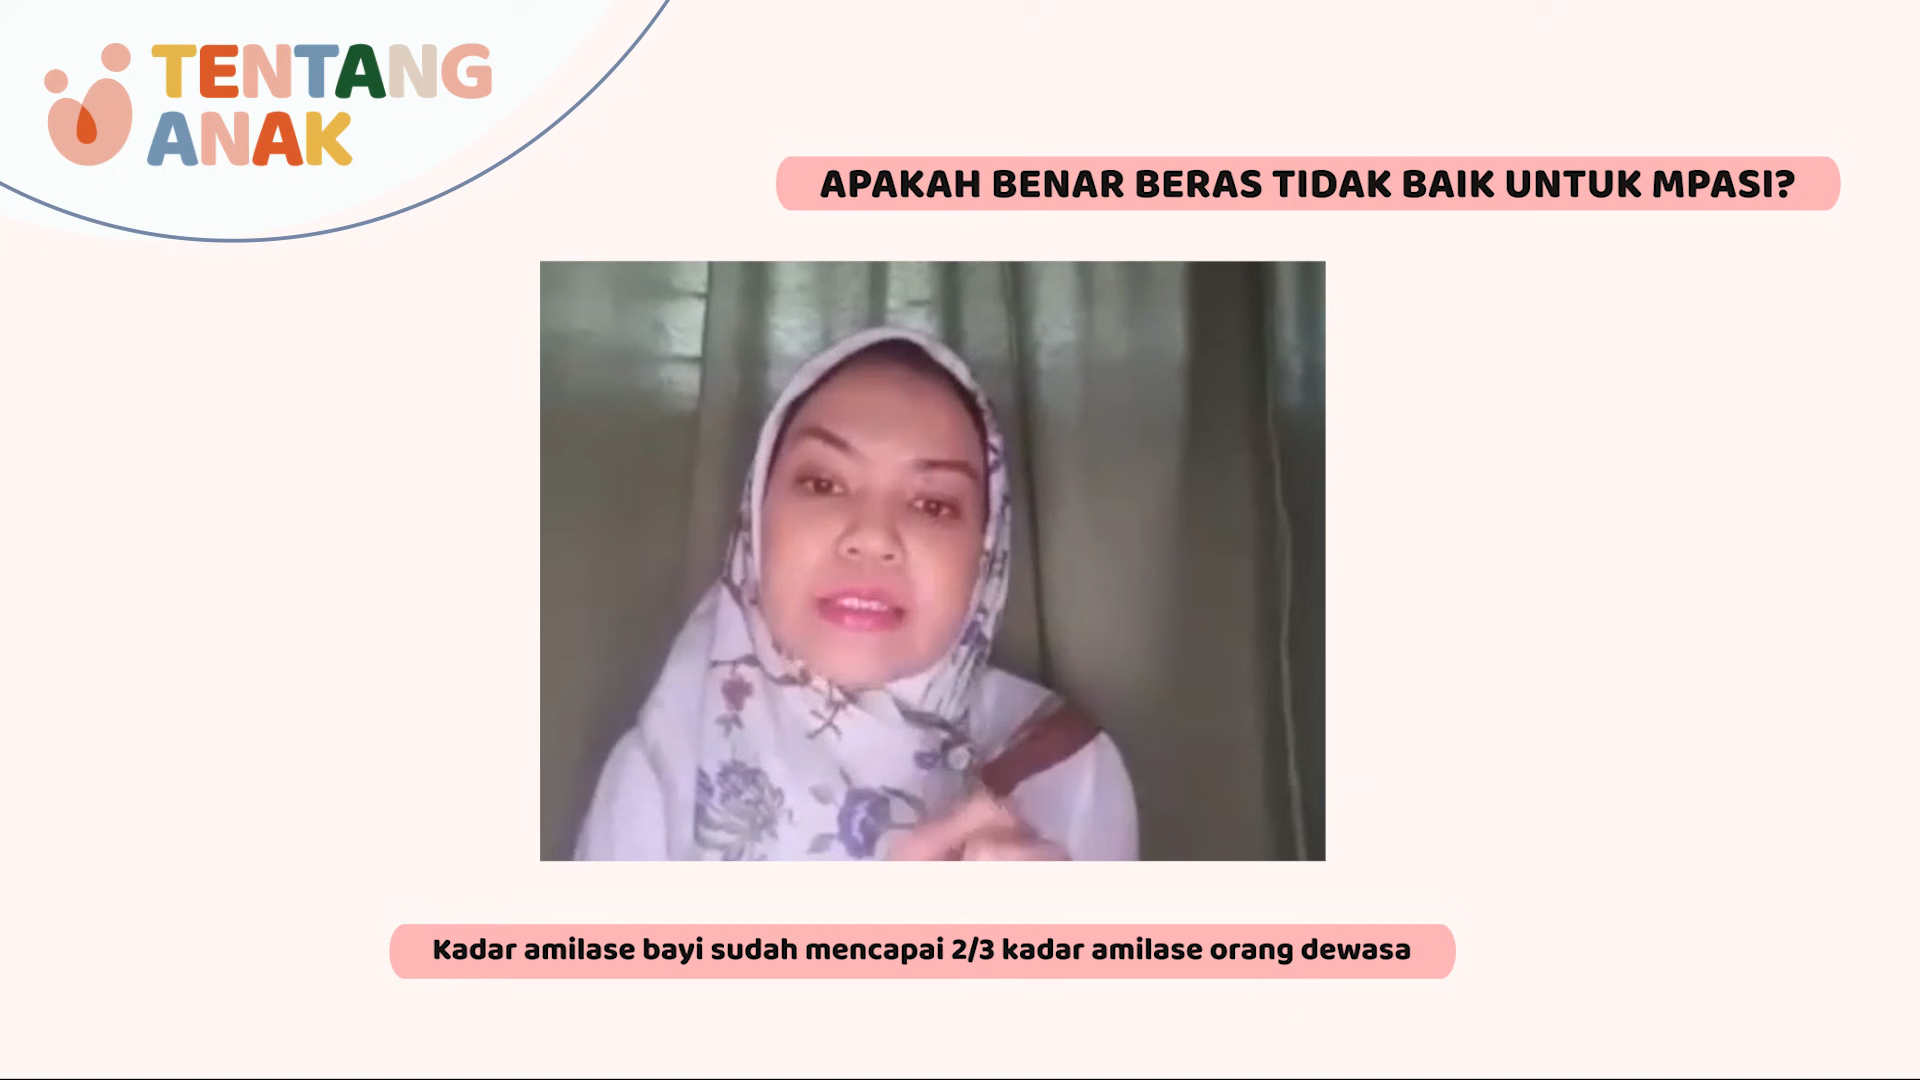 TENTANG
ANAK
APAKAH BENAR BERAS TIDAK BAIK UNTUK MPASI?
Kadar amilase bayi sudah mencapai 2/3 kadar amilase orang dewasa